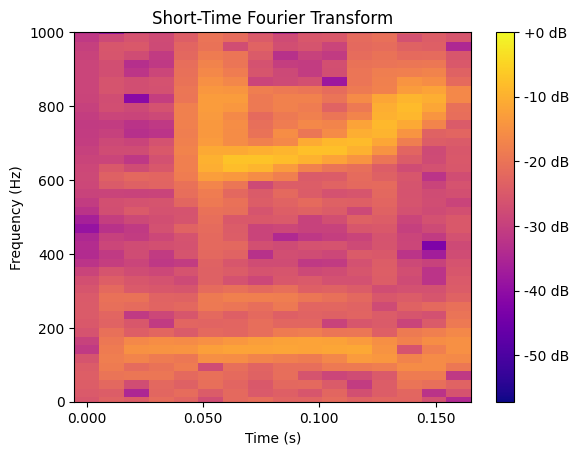 Short-Time Fourier Transform
1000
800
600
400
200
0
Frequency (Hz)
0.000
0.050
0.100
0.150
Time (s)
+0 dB
-10 dB
-20 dB
-30 dB
-40 dB
-50 dB